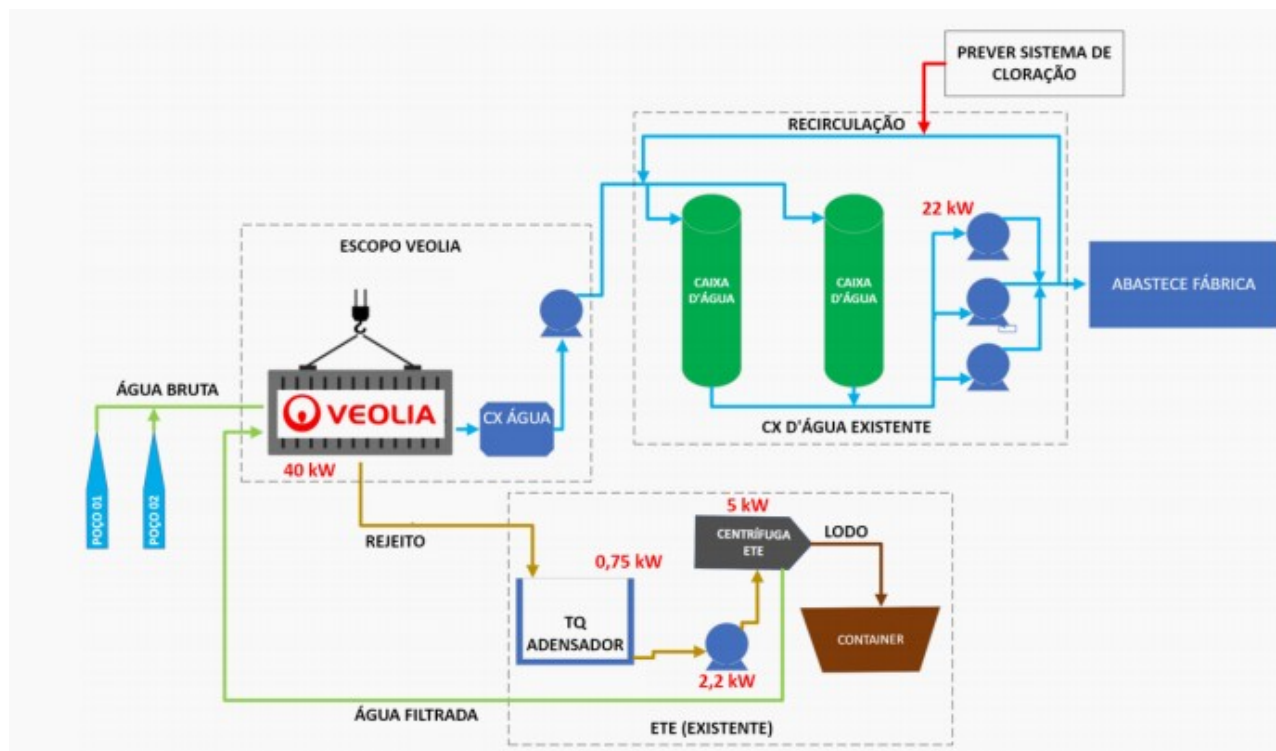 PREVER SISTEMA DE
CLORAÇÃO
RECIRCULAÇÃO
22 kW
ESCOPO VEOLIA
CAIXA
D'ÁGUA
CAIXA
D'ÁGUA
ABASTECE FÁBRICA
ÁGUA BRUTA
VEOLIA
CX ÁGUA
CX D'ÁGUA EXISTENTE
40 kW
POÇO 01
POÇO 02
5 kW
REJEITO
CENTRÍFUGA
ETE
LODO
0,75 kW
TQ
ADENSADOR
CONTAINER
2,2 kW
ÁGUA FILTRADA
ETE (EXISTENTE)